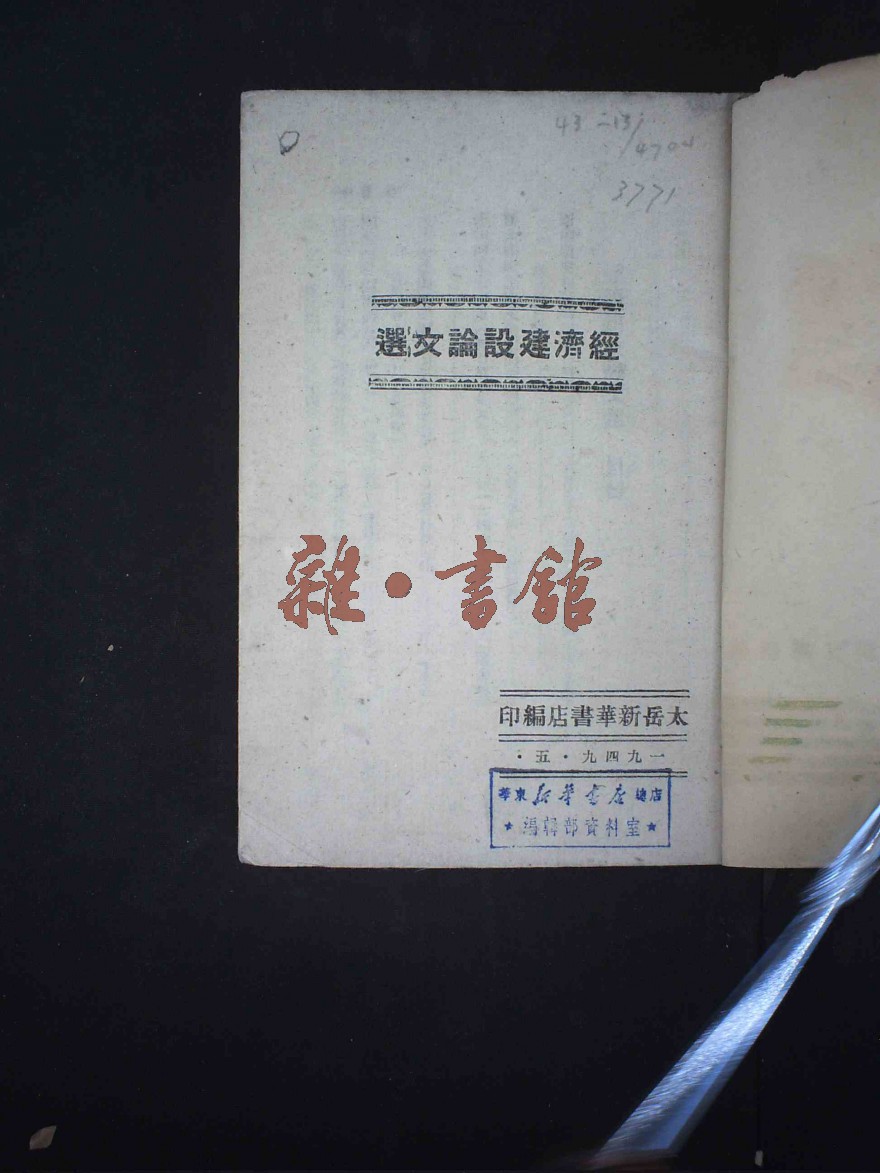 43-213/4704
3771
經濟建設論文選
雜·書館
太岳新華書店編印
一九四九·五·
華東新華書店總店
★編輯部資料室★